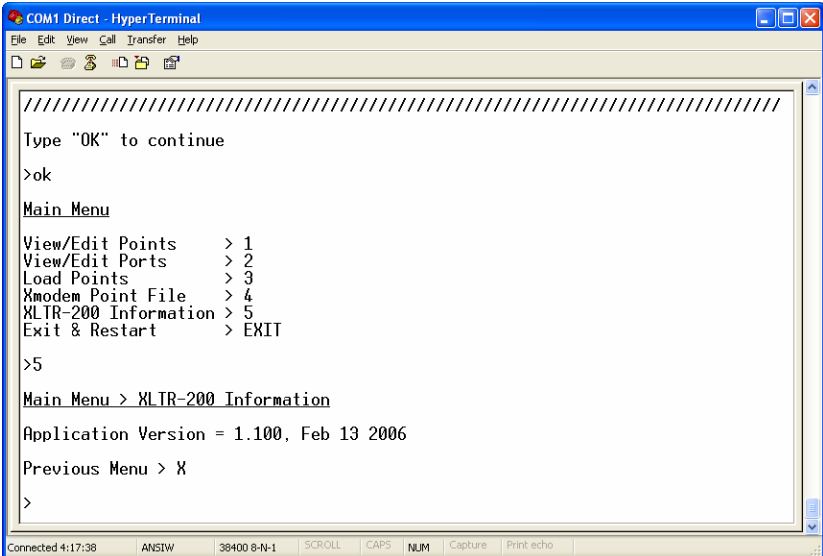 COM1 Direct - HyperTerminal
File Edit View Call Transfer Help
///////////////////////////////////////////////////////////////////////////////
Type "OK" to continue
>ok
Main Menu
View/Edit Points > 1
View/Edit Ports > 2
Load Points > 3
Xmodem Point File > 4
XLTR-200 Information > 5
Exit & Restart > EXIT
>5
Main Menu > XLTR-200 Information
Application Version = 1.100, Feb 13 2006
Previous Menu > X
>
Connected 4:17:38 ANSIW 38400 8-N-1 SCROLL CAPS NUM Capture Print echo